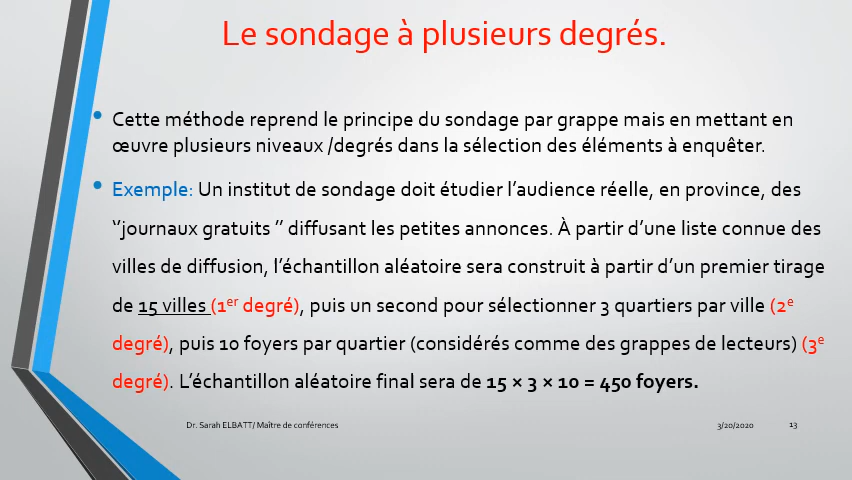 Le sondage à plusieurs degrés.
• Cette méthode reprend le principe du sondage par grappe mais en mettant en
œuvre plusieurs niveaux /degrés dans la sélection des éléments à enquêter.
• Exemple: Un institut de sondage doit étudier l’audience réelle, en province, des
‘’journaux gratuits ’’ diffusant les petites annonces. À partir d’une liste connue des
villes de diffusion, l’échantillon aléatoire sera construit à partir d’un premier tirage
de 15 villes (1er degré), puis un second pour sélectionner 3 quartiers par ville (2e
degré), puis 10 foyers par quartier (considérés comme des grappes de lecteurs) (3e
degré). L’échantillon aléatoire final sera de 15 × 3 × 10 = 450 foyers.
Dr. Sarah ELBATT/ Maître de conférences 3/20/2020 13